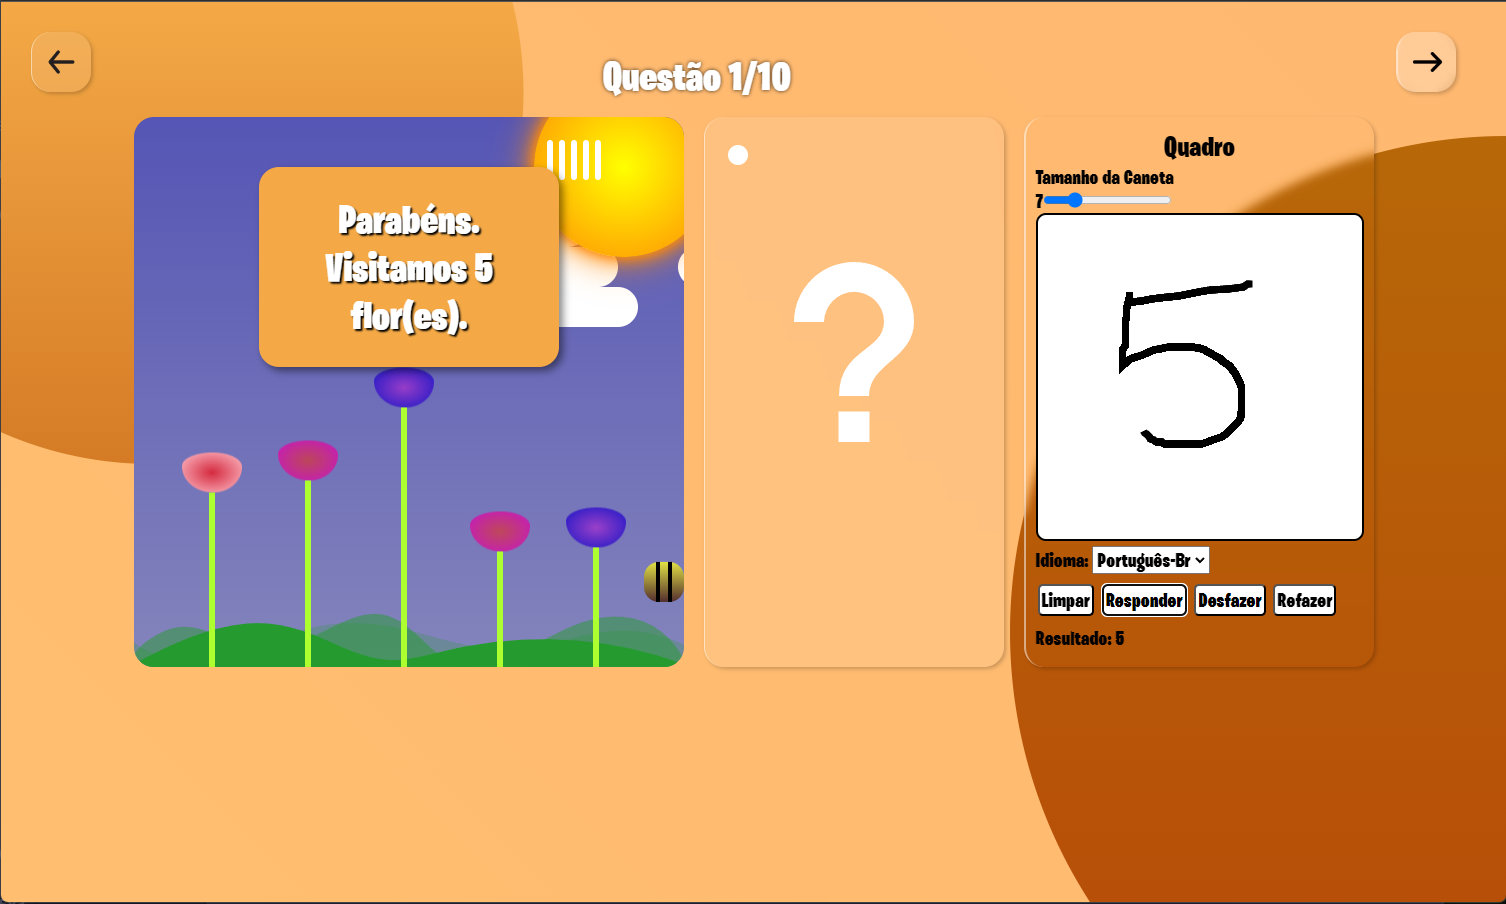 Questão 1/10
Parabéns.
Visitamos 5
flor(es).
?
Quadro
Tamanho da Caneta
7
5
Idioma: Português-Br
Limpar Responder Desfazer Refazer
Resultado: 5